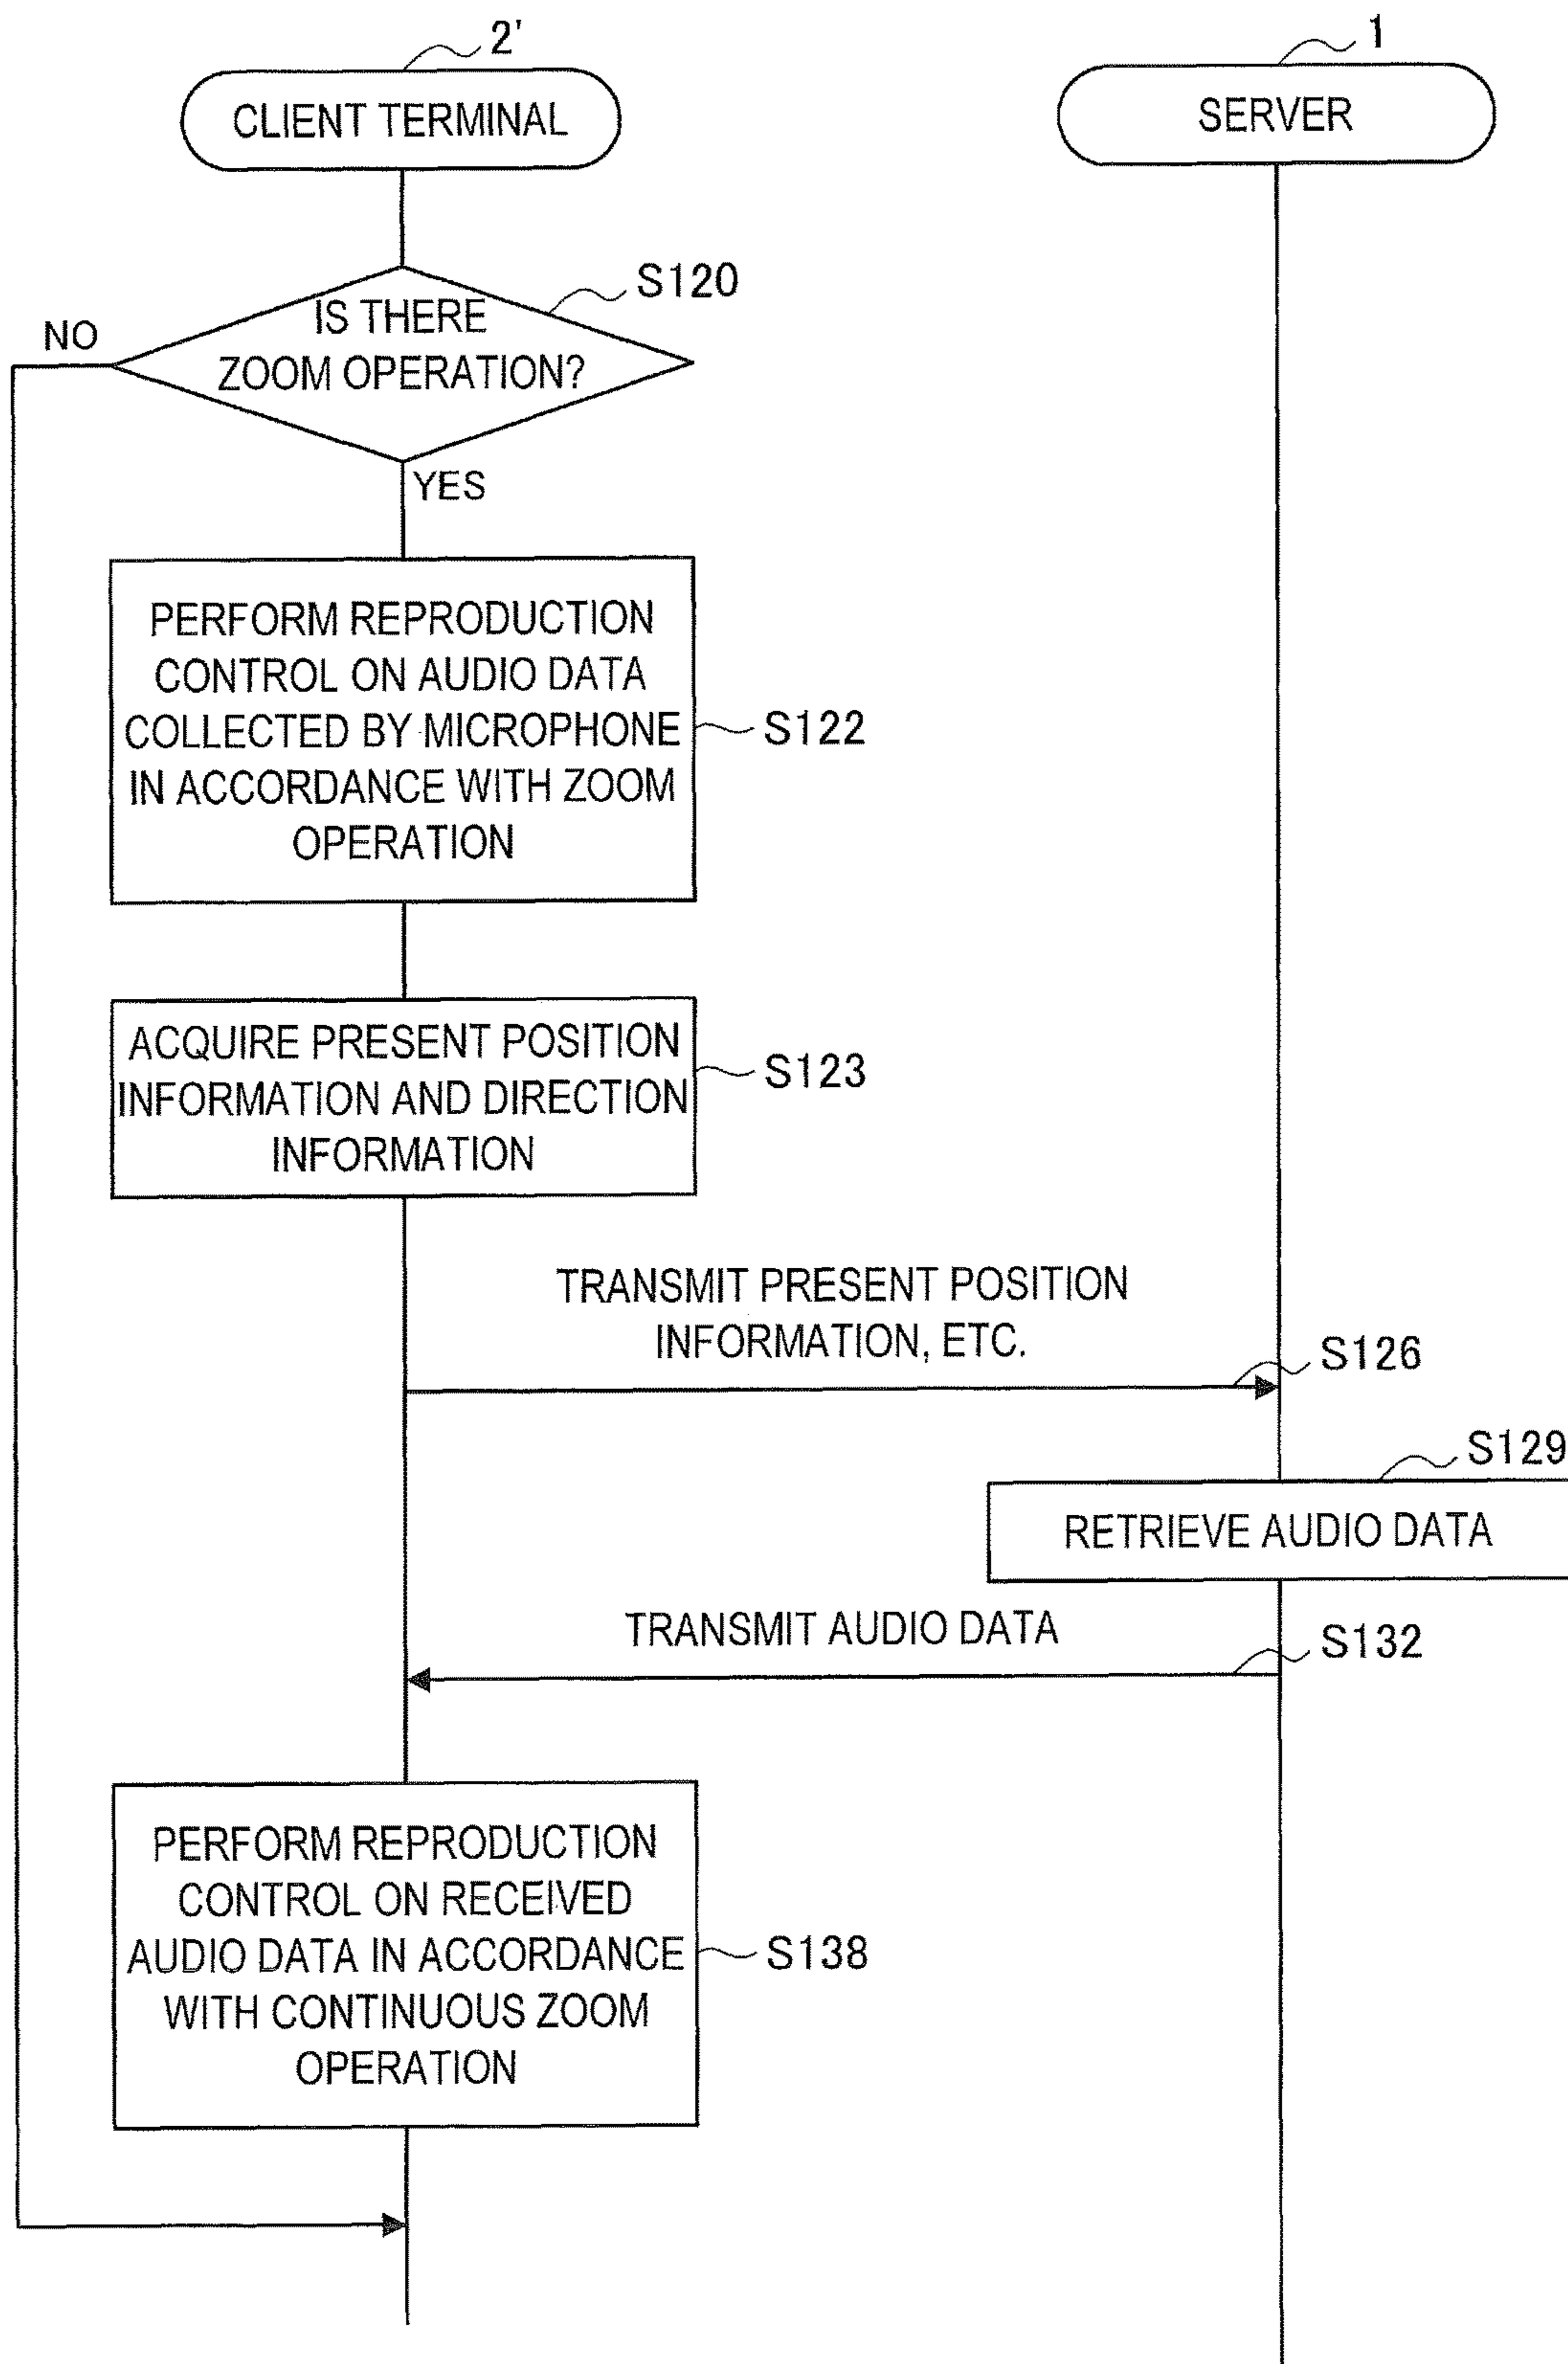 2'
CLIENT TERMINAL
1
SERVER
S120
IS THERE
ZOOM OPERATION?
NO
YES
PERFORM REPRODUCTION
CONTROL ON AUDIO DATA
COLLECTED BY MICROPHONE
IN ACCORDANCE WITH ZOOM
OPERATION
S122
ACQUIRE PRESENT POSITION
INFORMATION AND DIRECTION
INFORMATION
S123
TRANSMIT PRESENT POSITION
INFORMATION, ETC.
S126
S129
RETRIEVE AUDIO DATA
TRANSMIT AUDIO DATA
S132
PERFORM REPRODUCTION
CONTROL ON RECEIVED
AUDIO DATA IN ACCORDANCE
WITH CONTINUOUS ZOOM
OPERATION
S138